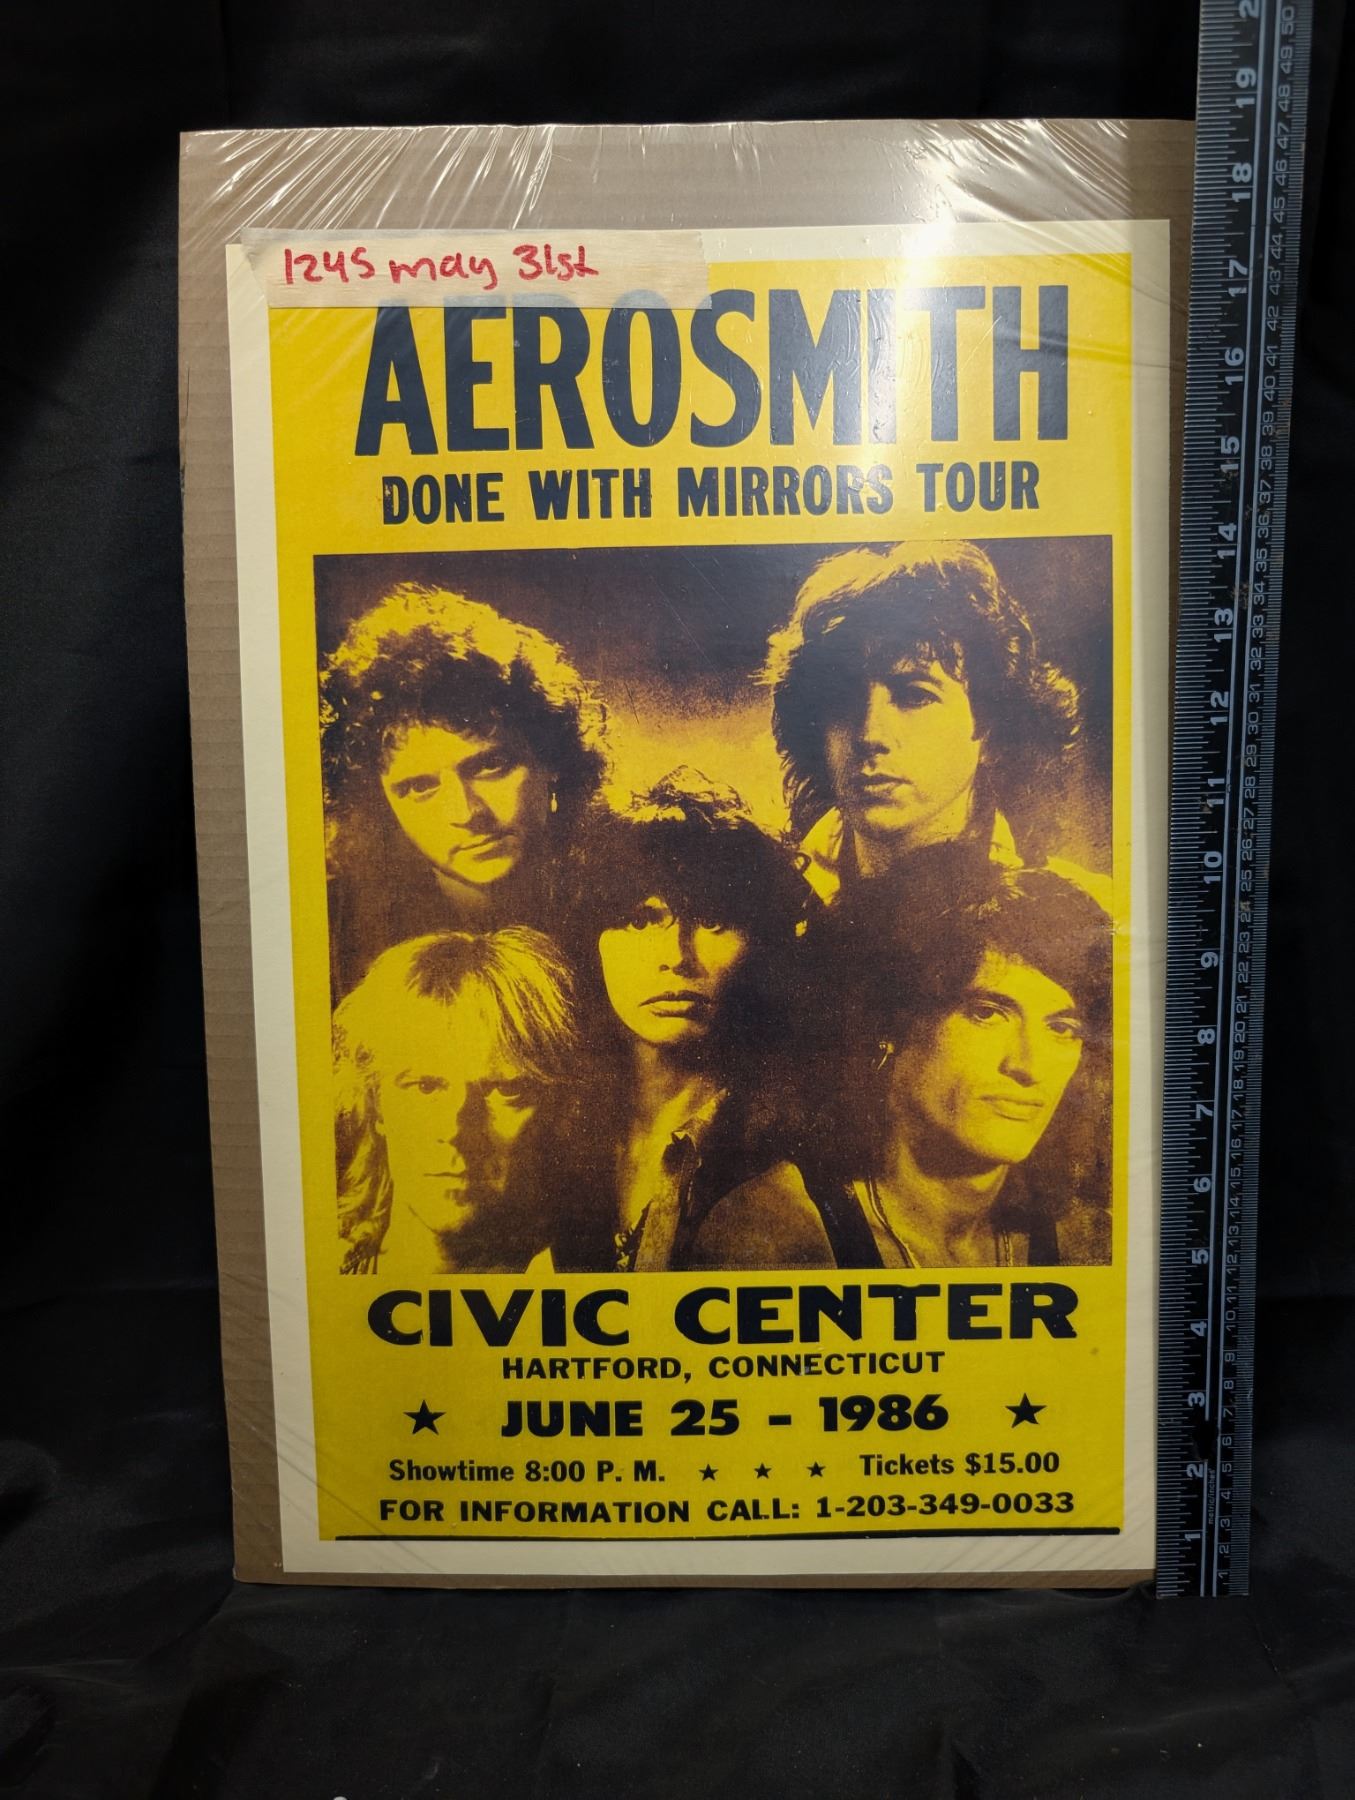 1245 may 31st
AEROSMITH
DONE WITH MIRRORS TOUR
CIVIC CENTER
HARTFORD, CONNECTICUT
★ JUNE 25 - 1986 ★
Showtime 8:00 P. M. ★ ★ ★ Tickets $15.00
FOR INFORMATION CALL: 1-203-349-0033